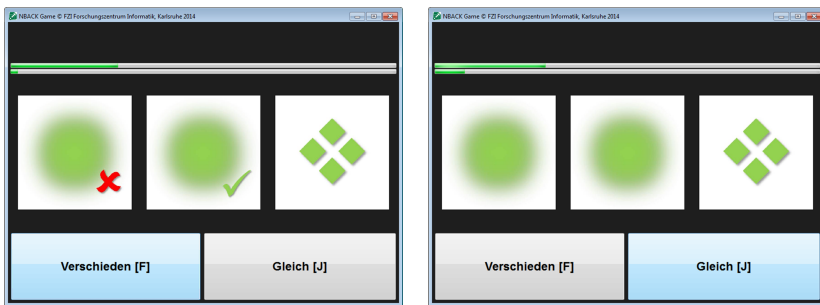 NBACK Game © FZI Forschungszentrum Informatik, Karlsruhe 2014
Verschieden [F] Gleich [J]
NBACK Game © FZI Forschungszentrum Informatik, Karlsruhe 2014
Verschieden [F] Gleich [J]